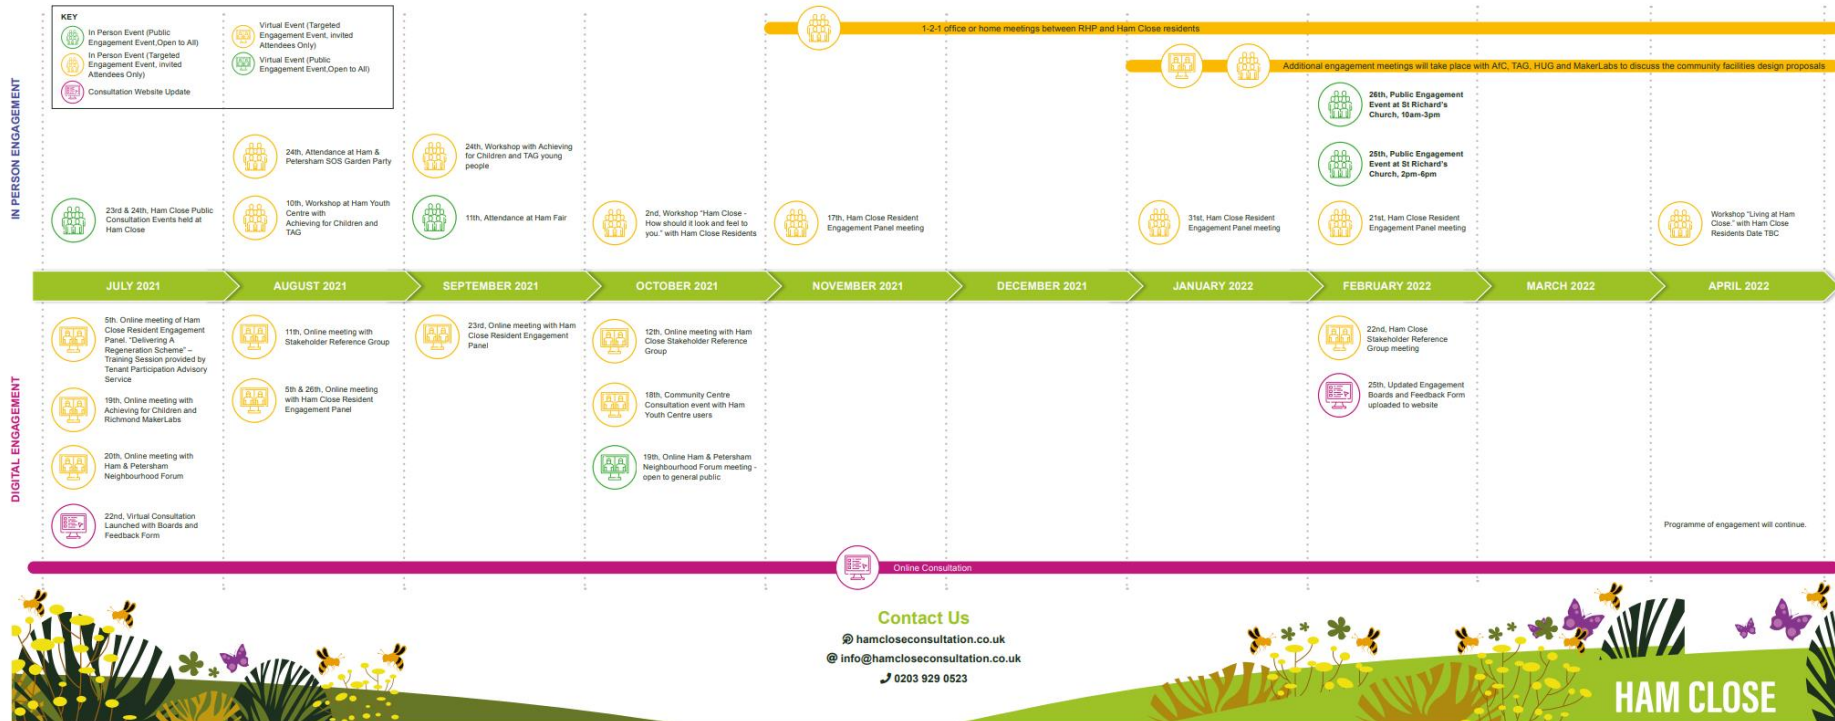 KEY
In Person Event (Public
Engagement Event,Open to All)
In Person Event (Targeted
Engagement Event, invited
Attendees Only)
Consultation Website Update
Virtual Event (Targeted
Engagement Event, invited
Attendees Only)
Virtual Event (Public
Engagement Event,Open to All)
1-2-1 office or home meetings between RHP and Ham Close residents
Additional engagement meetings will take place with AfC, TAG, HUG and MakerLabs to discuss the community facilities design proposals
IN PERSON ENGAGEMENT
23rd & 24th, Ham Close Public
Consultation Events held at
Ham Close
24th, Attendance at Ham &
Petersham SOS Garden Party
10th, Workshop at Ham Youth
Centre with
Achieving for Children and
TAG
24th, Workshop with Achieving
for Children and TAG young
people
11th, Attendance at Ham Fair
2nd, Workshop "Ham Close -
How should it look and feel to
you." with Ham Close Residents
17th, Ham Close Resident
Engagement Panel meeting
31st, Ham Close Resident
Engagement Panel meeting
26th, Public Engagement
Event at St Richard's
Church, 10am-3pm
25th, Public Engagement
Event at St Richard's
Church, 2pm-6pm
21st, Ham Close Resident
Engagement Panel meeting
Workshop "Living at Ham
Close." with Ham Close
Residents Date TBC
JULY 2021
AUGUST 2021
SEPTEMBER 2021
OCTOBER 2021
NOVEMBER 2021
DECEMBER 2021
JANUARY 2022
FEBRUARY 2022
MARCH 2022
APRIL 2022
DIGITAL ENGAGEMENT
5th. Online meeting of Ham
Close Resident Engagement
Panel. "Delivering A
Regeneration Scheme" –
Training Session provided by
Tenant Participation Advisory
Service
19th, Online meeting with
Achieving for Children and
Richmond MakerLabs
20th, Online meeting with
Ham & Petersham
Neighbourhood Forum
22nd, Virtual Consultation
Launched with Boards and
Feedback Form
11th, Online meeting with
Stakeholder Reference Group
5th & 26th, Online meeting
with Ham Close Resident
Engagement Panel
23rd, Online meeting with Ham
Close Resident Engagement
Panel
12th, Online meeting with Ham
Close Stakeholder Reference
Group
18th, Community Centre
Consultation event with Ham
Youth Centre users
19th, Online Ham & Petersham
Neighbourhood Forum meeting -
open to general public
22nd, Ham Close
Stakeholder Reference
Group meeting
25th, Updated Engagement
Boards and Feedback Form
uploaded to website
Programme of engagement will continue.
Online Consultation
Contact Us
hamcloseconsultation.co.uk
@ info@hamcloseconsultation.co.uk
0203 929 0523
HAM CLOSE